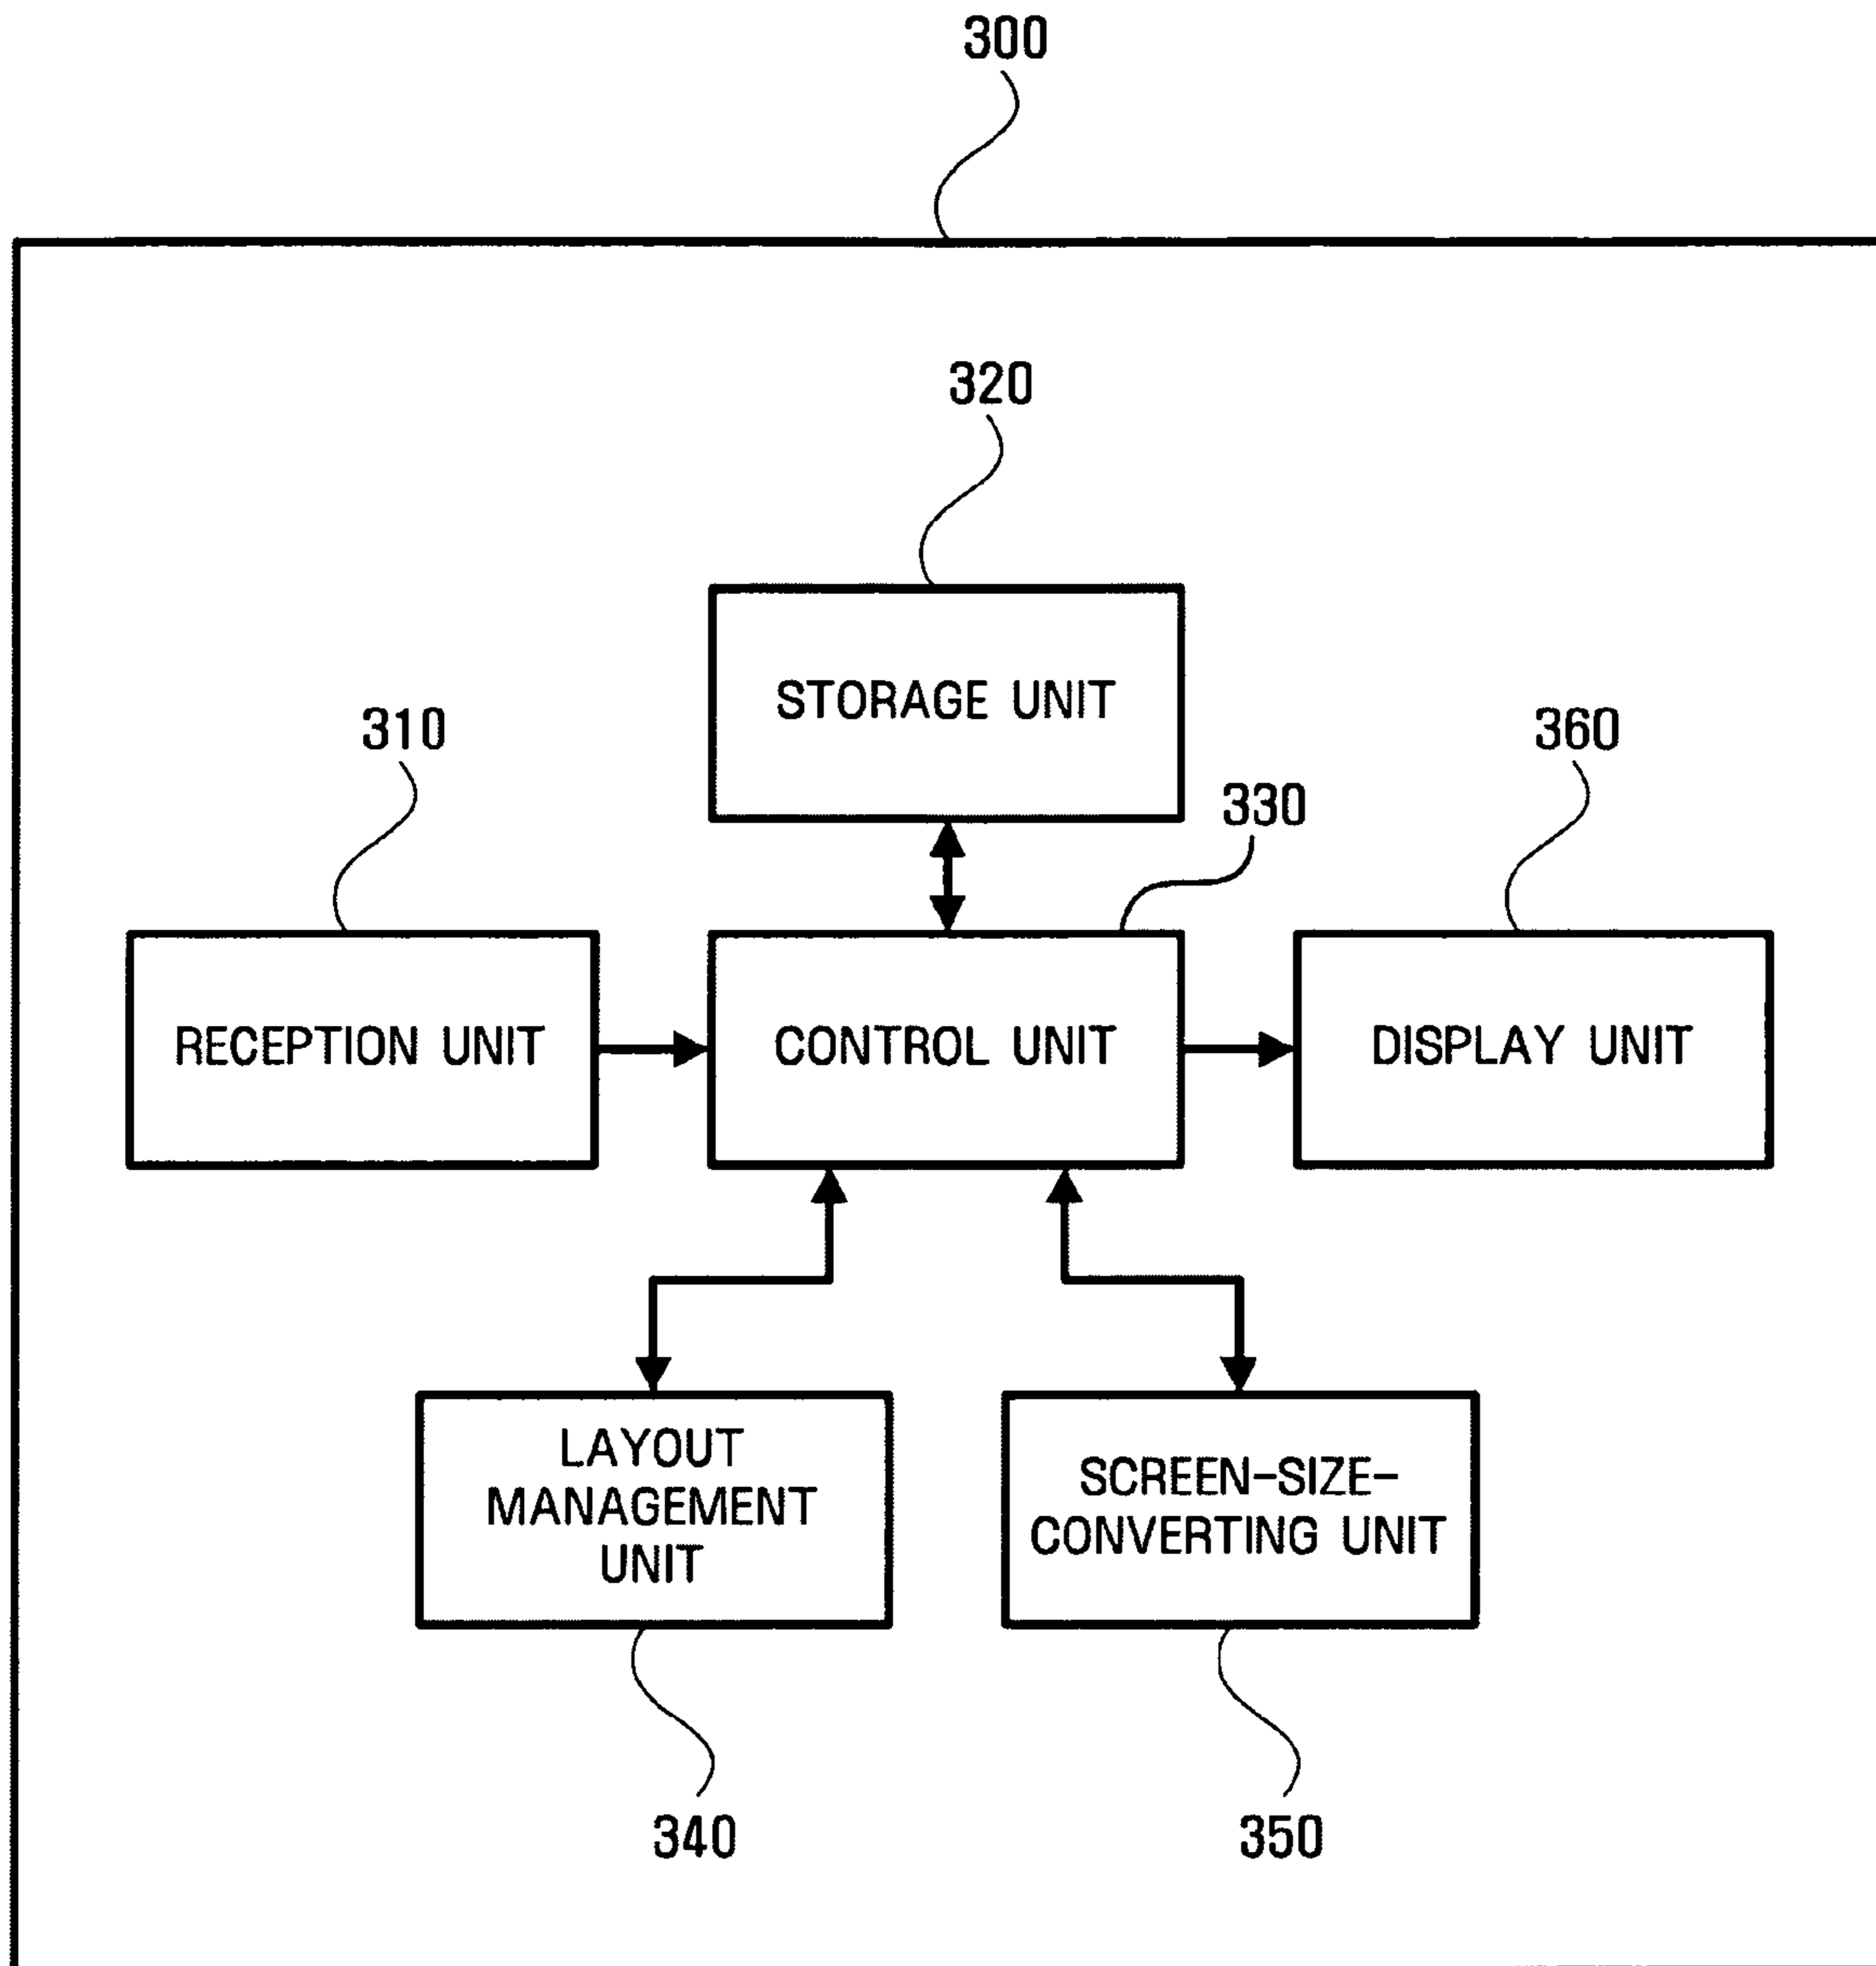 300
320
STORAGE UNIT
310
360
330
RECEPTION UNIT
CONTROL UNIT
DISPLAY UNIT
LAYOUT
MANAGEMENT
UNIT
SCREEN-SIZE-
CONVERTING UNIT
340
350